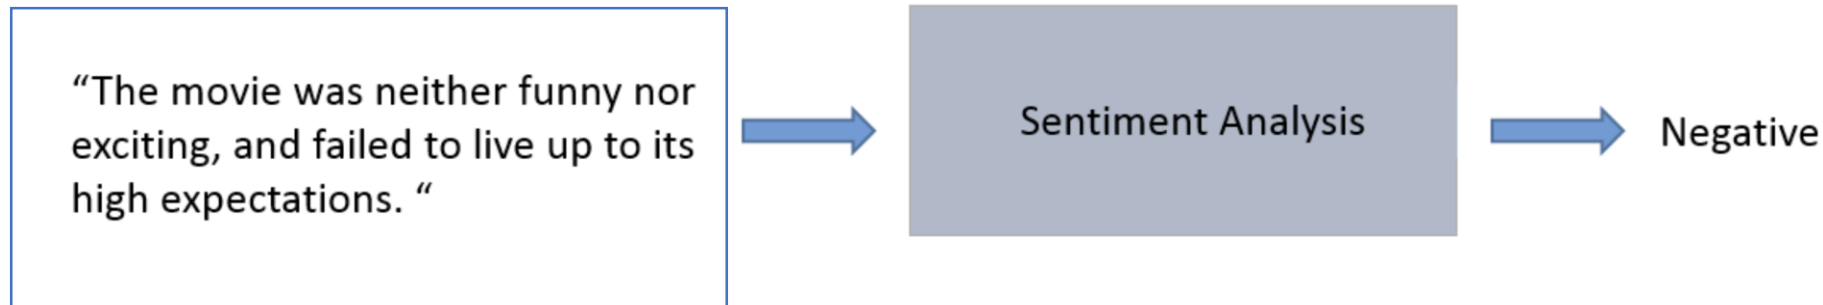 “The movie was neither funny nor
exciting, and failed to live up to its
high expectations. “
Sentiment Analysis
Negative